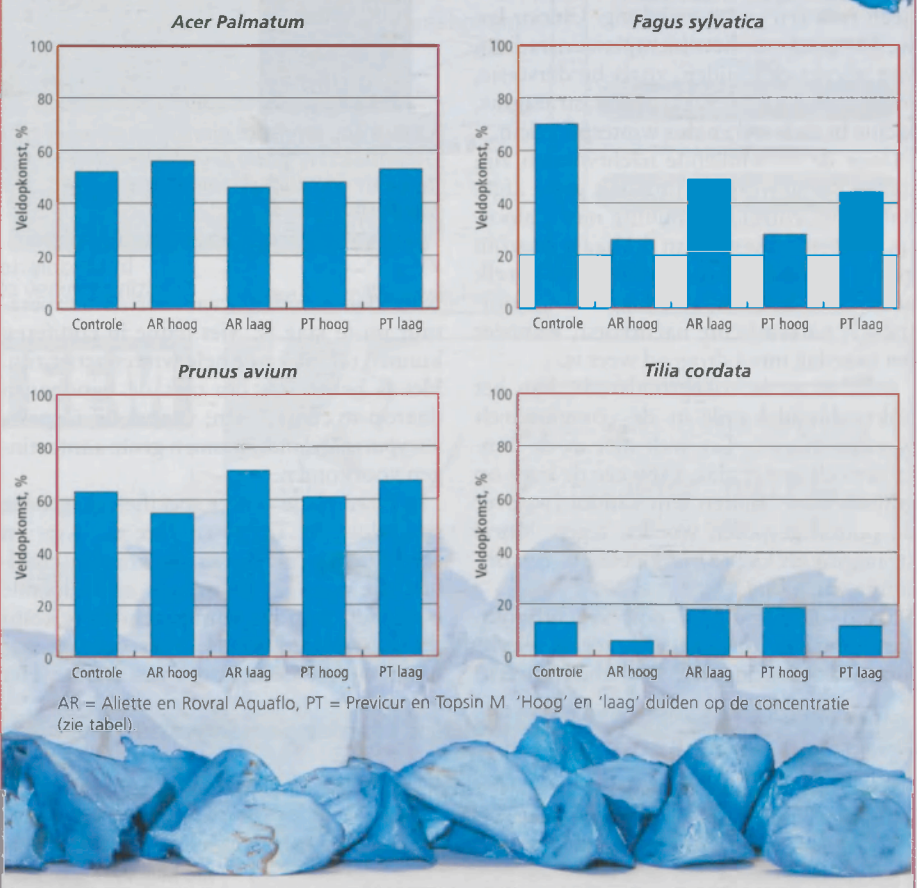 Acer Palmatum
Veldopkomst, %
100
80
60
40
20
0
Controle AR hoog AR laag PT hoog PT laag
Fagus sylvatica
Veldopkomst, %
100
80
60
40
20
0
Controle AR hoog AR laag PT hoog PT laag
Prunus avium
Veldopkomst, %
100
80
60
40
20
0
Controle AR hoog AR laag PT hoog PT laag
Tilia cordata
Veldopkomst, %
100
80
60
40
20
0
Controle AR hoog AR laag PT hoog PT laag
AR = Aliette en Rovral Aquaflo, PT = Previcur en Topsin M 'Hoog' en 'laag' duiden op de concentratie
(zie tabel)